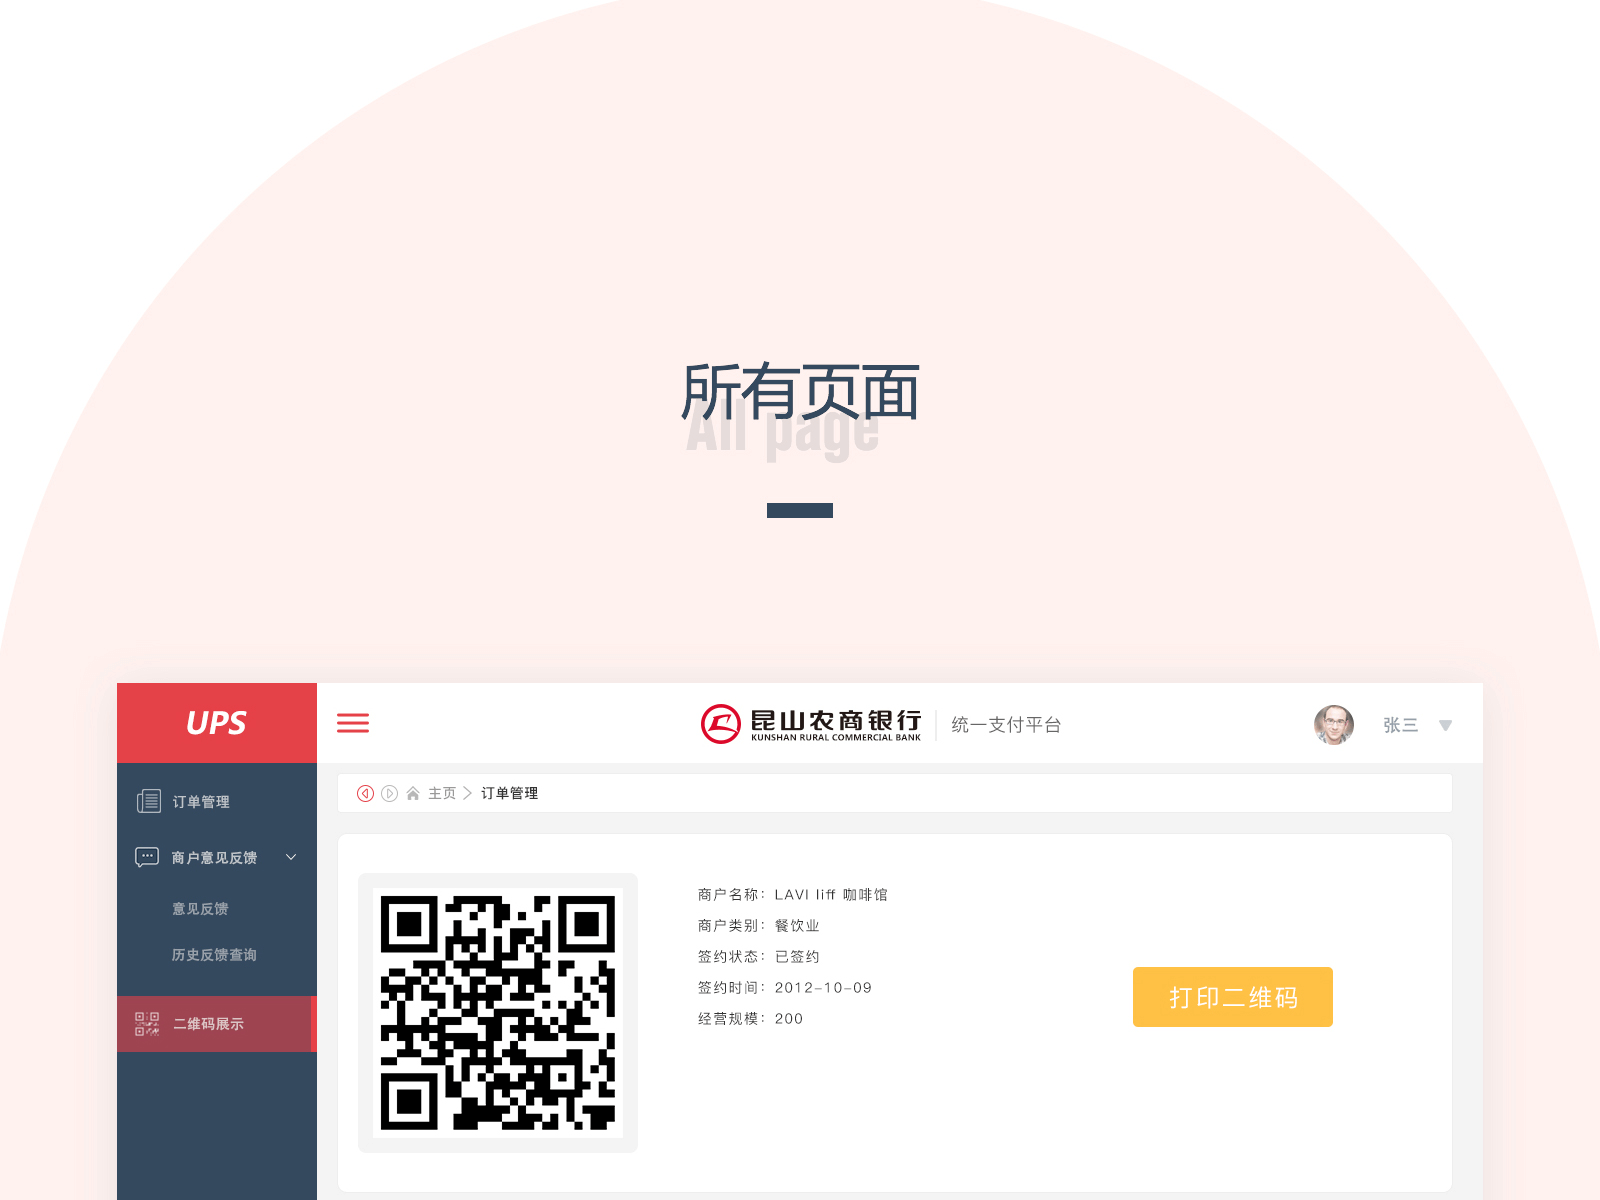 所有页面
All page
UPS
昆山农商银行
KUNSHAN RURAL COMMERCIAL BANK
统一支付平台
张三
主页 > 订单管理
订单管理
商户意见反馈
意见反馈
历史反馈查询
二维码展示
商户名称：LAVI liff 咖啡馆
商户类别：餐饮业
签约状态：已签约
签约时间：2012-10-09
经营规模：200
打印二维码